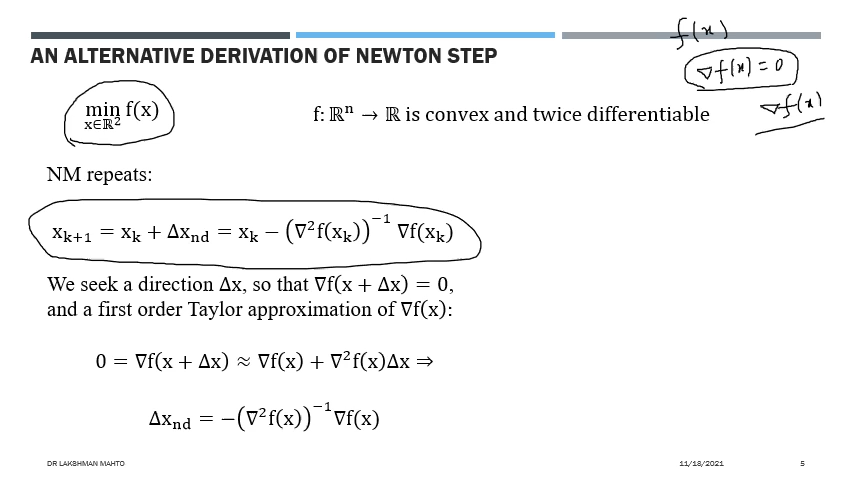 f(x)
AN ALTERNATIVE DERIVATION OF NEWTON STEP
∇f(x) = 0
∇f(x)
min f(x)
x∈ℝ²
f: ℝⁿ → ℝ is convex and twice differentiable
NM repeats:
xₖ₊₁ = xₖ + Δx_nd = xₖ − (∇²f(xₖ))⁻¹ ∇f(xₖ)
We seek a direction Δx, so that ∇f(x + Δx) = 0,
and a first order Taylor approximation of ∇f(x):
0 = ∇f(x + Δx) ≈ ∇f(x) + ∇²f(x)Δx ⇒
Δx_nd = −(∇²f(x))⁻¹∇f(x)
DR LAKSHMAN MAHTO
11/18/2021
5